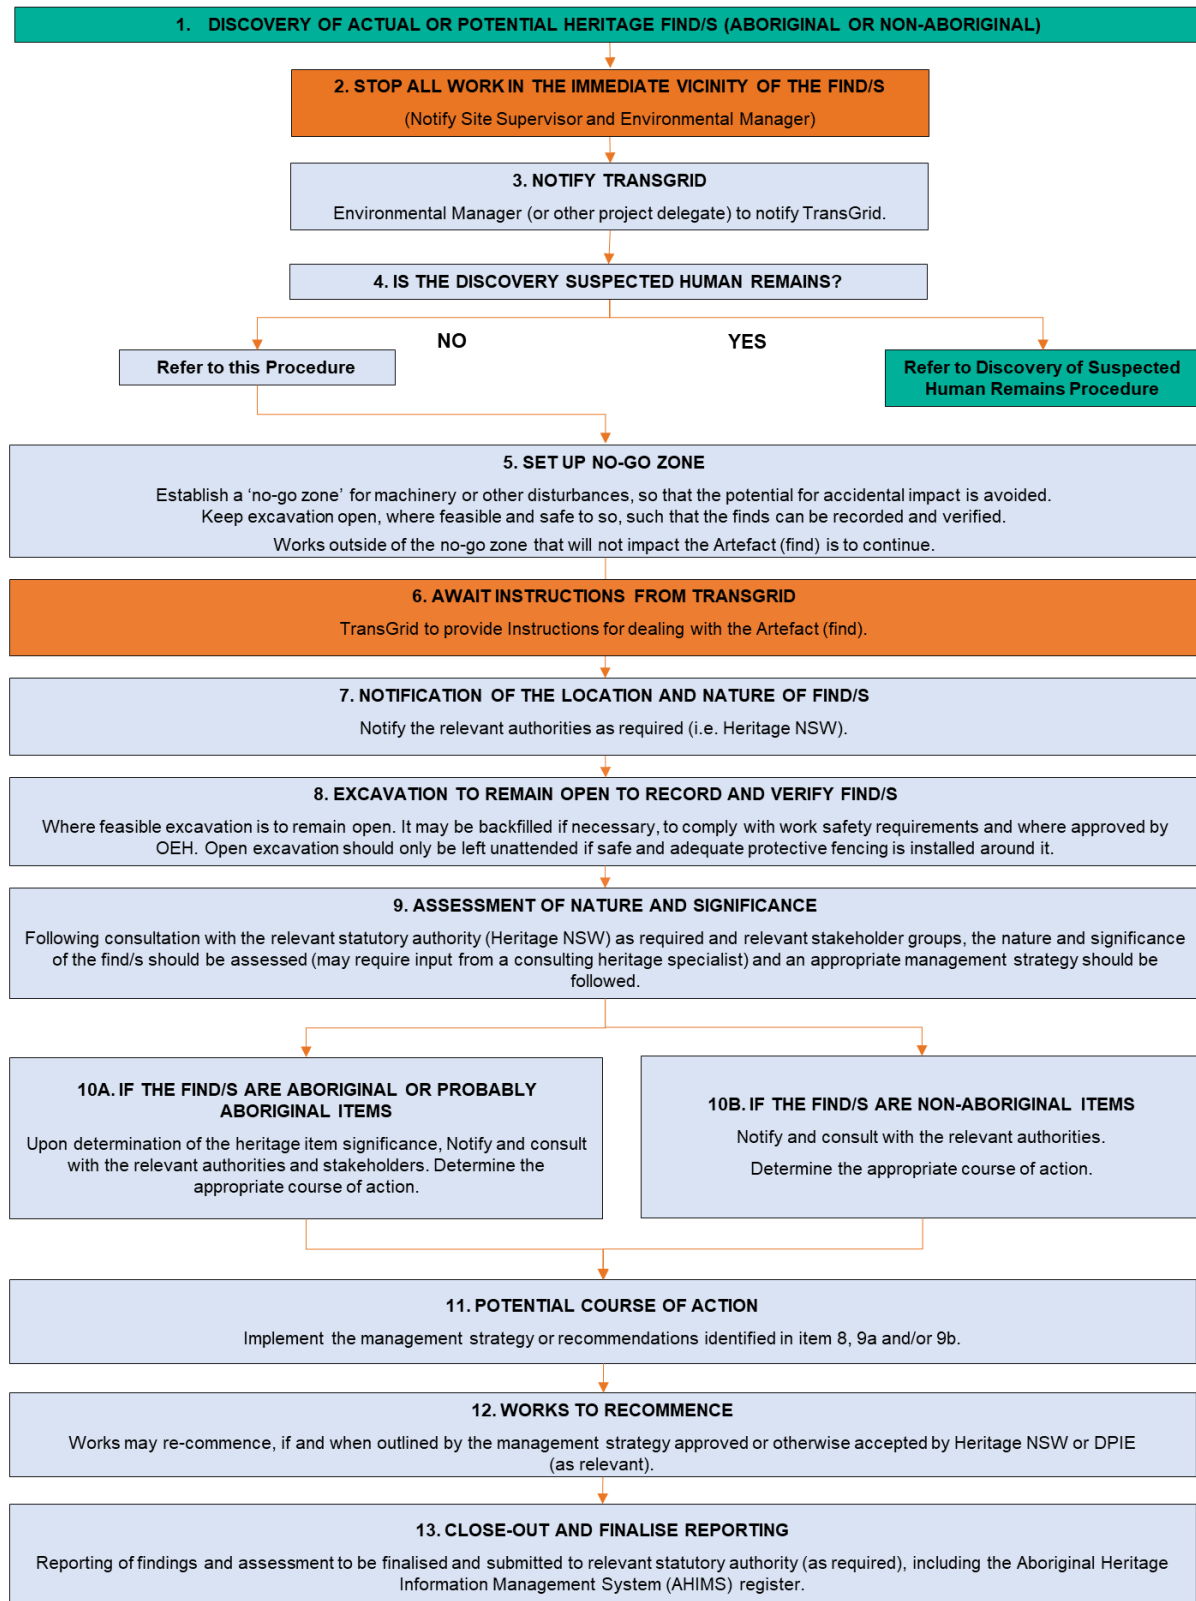 1. DISCOVERY OF ACTUAL OR POTENTIAL HERITAGE FIND/S (ABORIGINAL OR NON-ABORIGINAL)
2. STOP ALL WORK IN THE IMMEDIATE VICINITY OF THE FIND/S
(Notify Site Supervisor and Environmental Manager)
3. NOTIFY TRANSGRID
Environmental Manager (or other project delegate) to notify TransGrid.
4. IS THE DISCOVERY SUSPECTED HUMAN REMAINS?
NO
YES
Refer to this Procedure
Refer to Discovery of Suspected
Human Remains Procedure
5. SET UP NO-GO ZONE
Establish a ‘no-go zone’ for machinery or other disturbances, so that the potential for accidental impact is avoided.
Keep excavation open, where feasible and safe to so, such that the finds can be recorded and verified.
Works outside of the no-go zone that will not impact the Artefact (find) is to continue.
6. AWAIT INSTRUCTIONS FROM TRANSGRID
TransGrid to provide Instructions for dealing with the Artefact (find).
7. NOTIFICATION OF THE LOCATION AND NATURE OF FIND/S
Notify the relevant authorities as required (i.e. Heritage NSW).
8. EXCAVATION TO REMAIN OPEN TO RECORD AND VERIFY FIND/S
Where feasible excavation is to remain open. It may be backfilled if necessary, to comply with work safety requirements and where approved by
OEH. Open excavation should only be left unattended if safe and adequate protective fencing is installed around it.
9. ASSESSMENT OF NATURE AND SIGNIFICANCE
Following consultation with the relevant statutory authority (Heritage NSW) as required and relevant stakeholder groups, the nature and significance
of the find/s should be assessed (may require input from a consulting heritage specialist) and an appropriate management strategy should be
followed.
10A. IF THE FIND/S ARE ABORIGINAL OR PROBABLY
ABORIGINAL ITEMS
Upon determination of the heritage item significance, Notify and consult
with the relevant authorities and stakeholders. Determine the
appropriate course of action.
10B. IF THE FIND/S ARE NON-ABORIGINAL ITEMS
Notify and consult with the relevant authorities.
Determine the appropriate course of action.
11. POTENTIAL COURSE OF ACTION
Implement the management strategy or recommendations identified in item 8, 9a and/or 9b.
12. WORKS TO RECOMMENCE
Works may re-commence, if and when outlined by the management strategy approved or otherwise accepted by Heritage NSW or DPIE
(as relevant).
13. CLOSE-OUT AND FINALISE REPORTING
Reporting of findings and assessment to be finalised and submitted to relevant statutory authority (as required), including the Aboriginal Heritage
Information Management System (AHIMS) register.